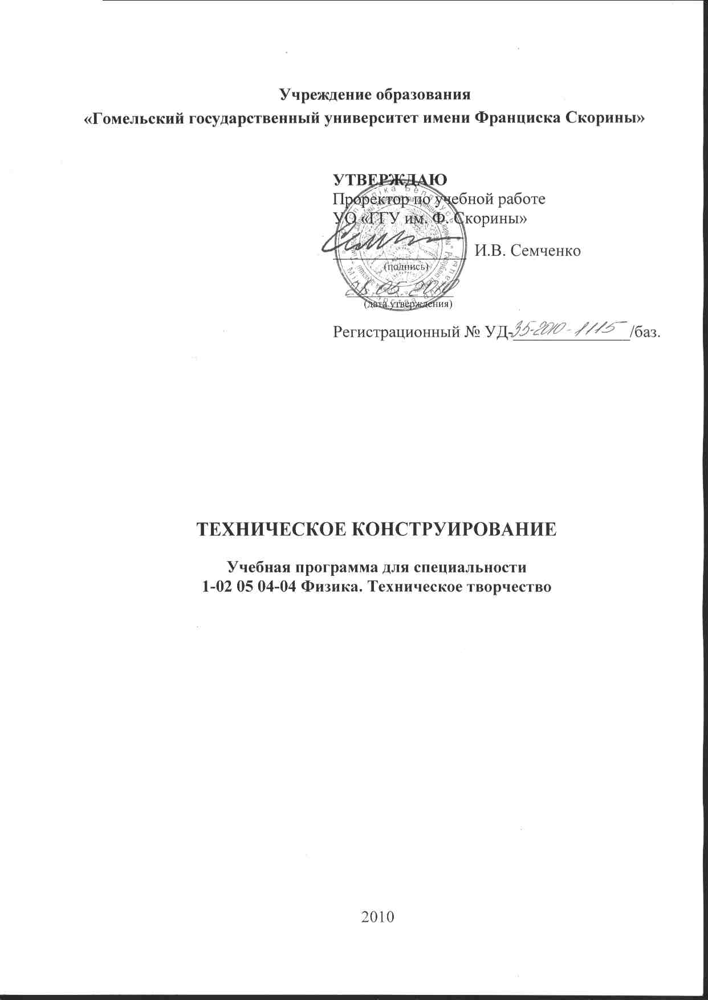 Учреждение образования
«Гомельский государственный университет имени Франциска Скорины»
УТВЕРЖДАЮ
Проректор по учебной работе
УО «ГГУ им. Ф. Скорины»
И.В. Семченко
(подпись)
05 2010
(дата утверждения)
Регистрационный № УД-35-2010-1115/баз.
ТЕХНИЧЕСКОЕ КОНСТРУИРОВАНИЕ
Учебная программа для специальности
1-02 05 04-04 Физика. Техническое творчество
2010